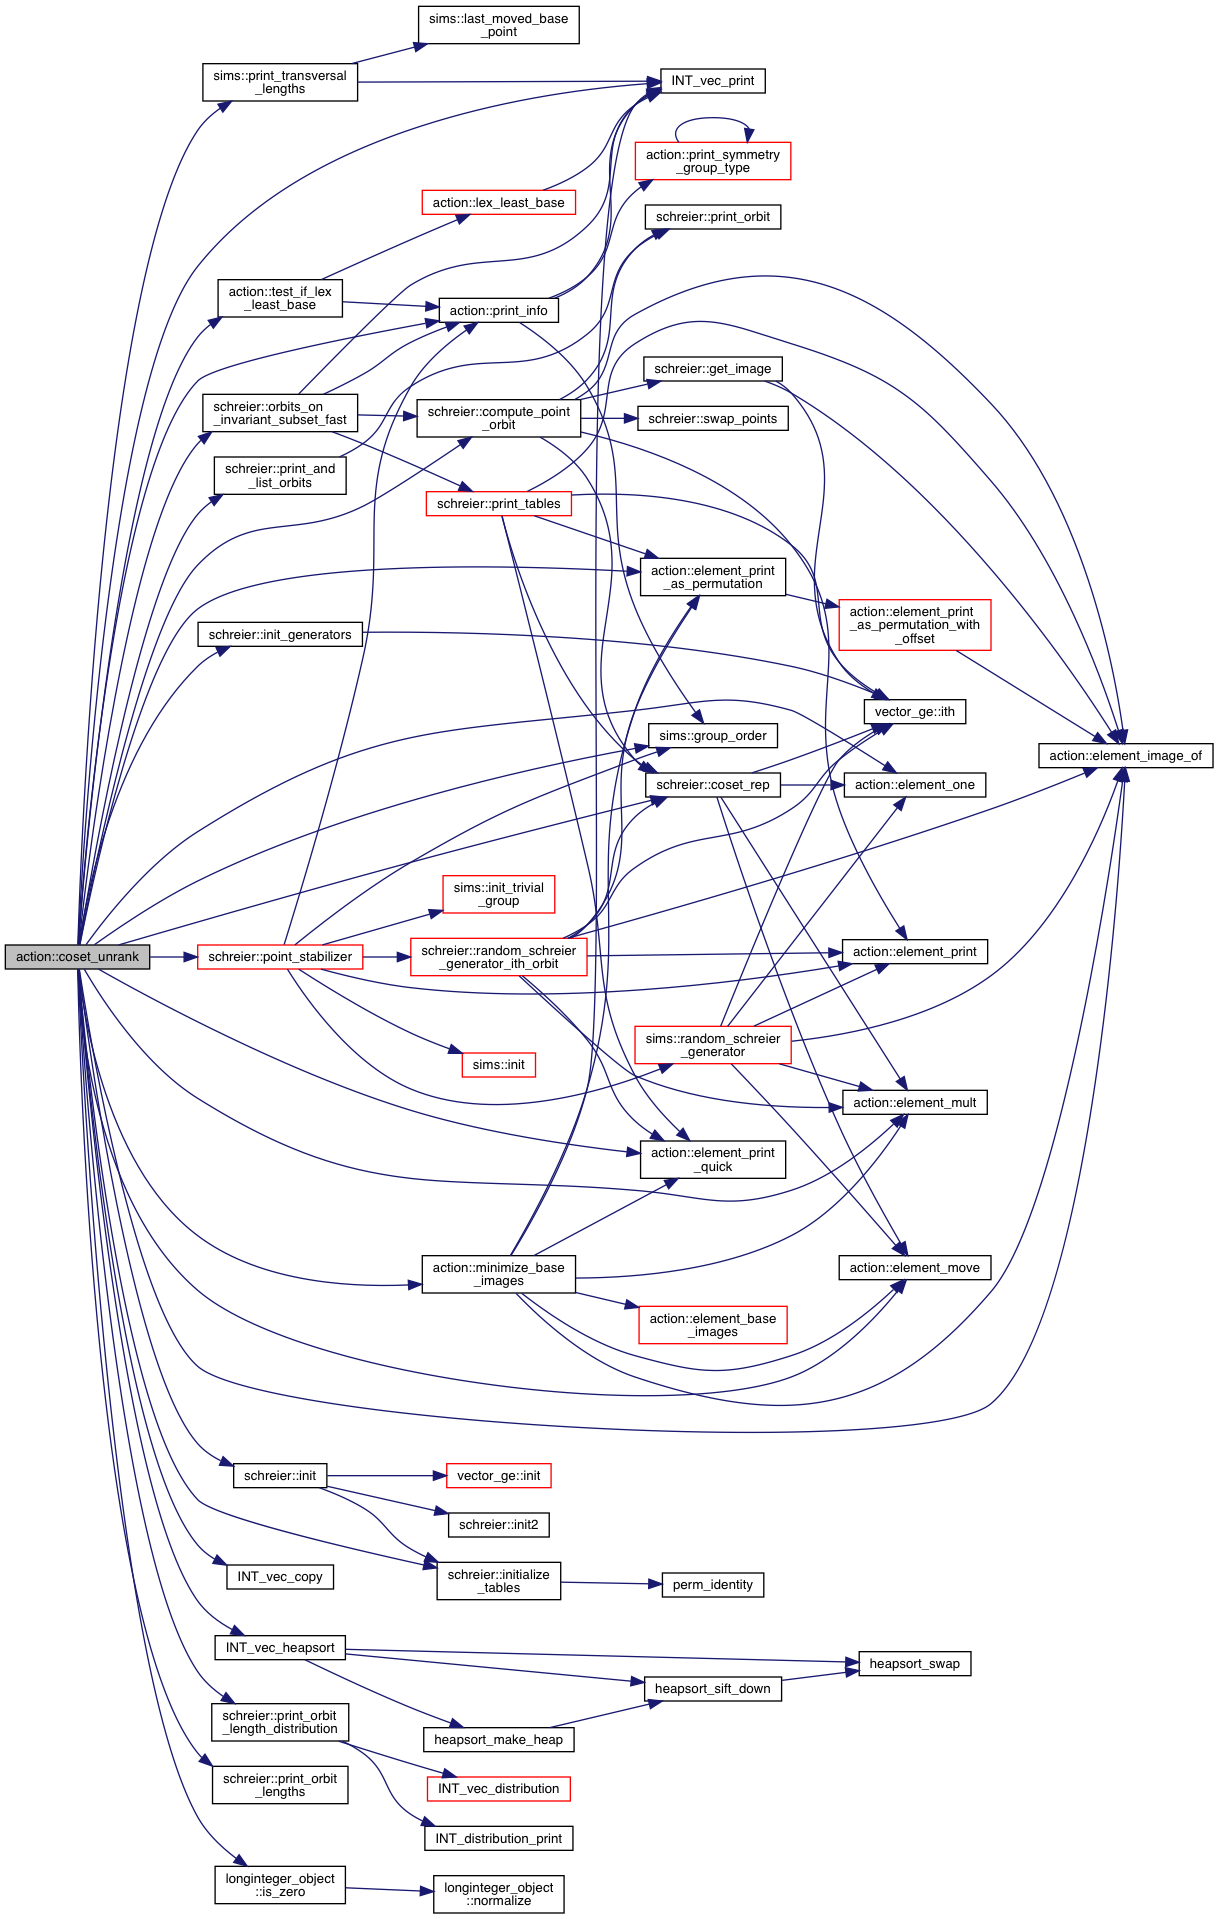 sims::last_moved_base
_point
sims::print_transversal
_lengths
INT_vec_print
action::print_symmetry
_group_type
action::lex_least_base
schreier::print_orbit
action::test_if_lex
_least_base
action::print_info
schreier::get_image
schreier::orbits_on
_invariant_subset_fast
schreier::compute_point
_orbit
schreier::swap_points
schreier::print_and
_list_orbits
schreier::print_tables
action::element_print
_as_permutation
action::element_print
_as_permutation_with
_offset
schreier::init_generators
vector_ge::ith
sims::group_order
action::element_image_of
schreier::coset_rep
action::element_one
sims::init_trivial
_group
action::coset_unrank
schreier::point_stabilizer
schreier::random_schreier
_generator_ith_orbit
action::element_print
sims::random_schreier
_generator
sims::init
action::element_mult
action::element_print
_quick
action::minimize_base
_images
action::element_move
action::element_base
_images
schreier::init
vector_ge::init
schreier::init2
INT_vec_copy
schreier::initialize
_tables
perm_identity
INT_vec_heapsort
heapsort_swap
heapsort_sift_down
schreier::print_orbit
_length_distribution
heapsort_make_heap
schreier::print_orbit
_lengths
INT_vec_distribution
INT_distribution_print
longinteger_object
::is_zero
longinteger_object
::normalize